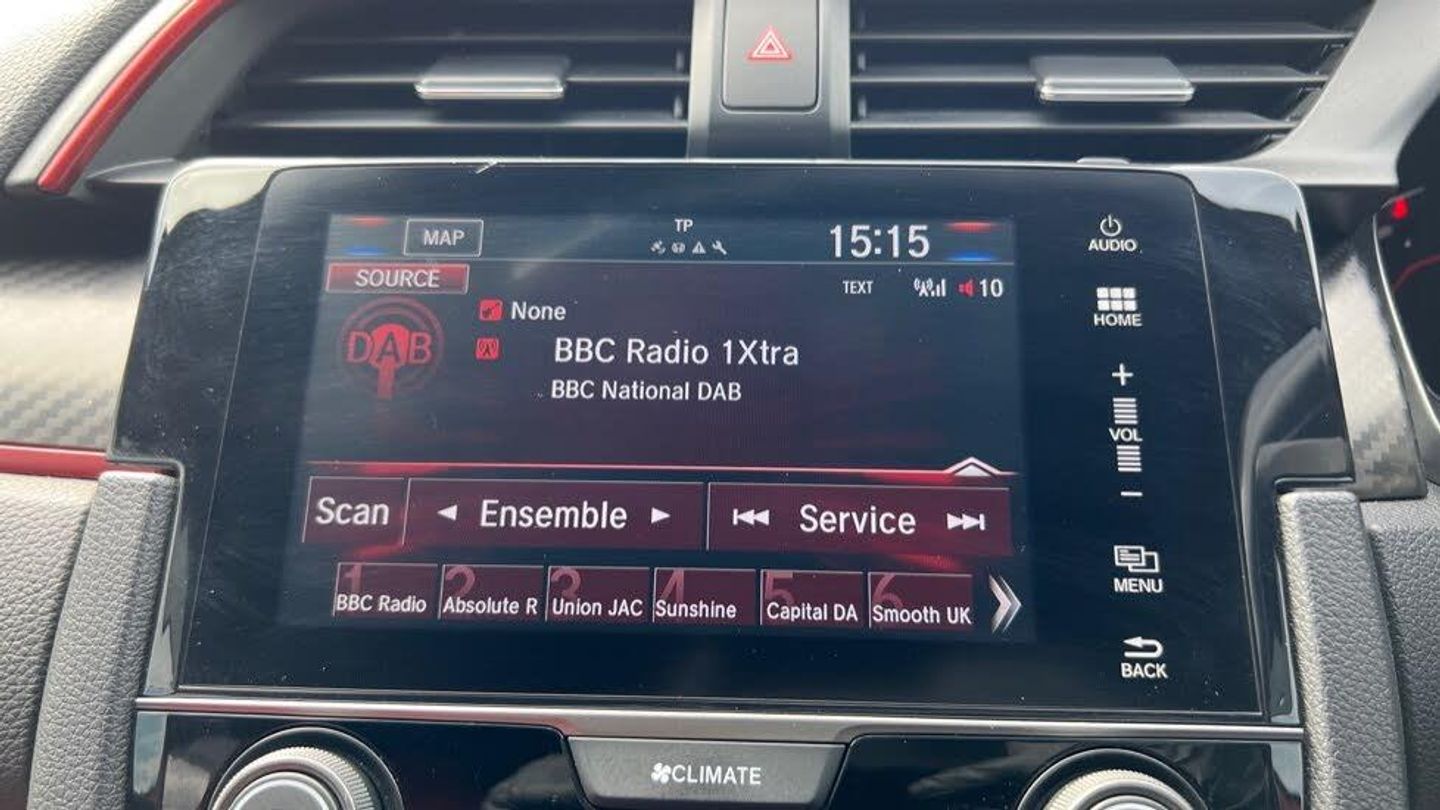 MAP
TP
15:15
SOURCE
TEXT
10
DAB
None
BBC Radio 1Xtra
BBC National DAB
Scan
Ensemble
Service
1 BBC Radio
2 Absolute R
3 Union JAC
4 Sunshine
5 Capital DA
6 Smooth UK
AUDIO
HOME
+
VOL
−
MENU
BACK
CLIMATE